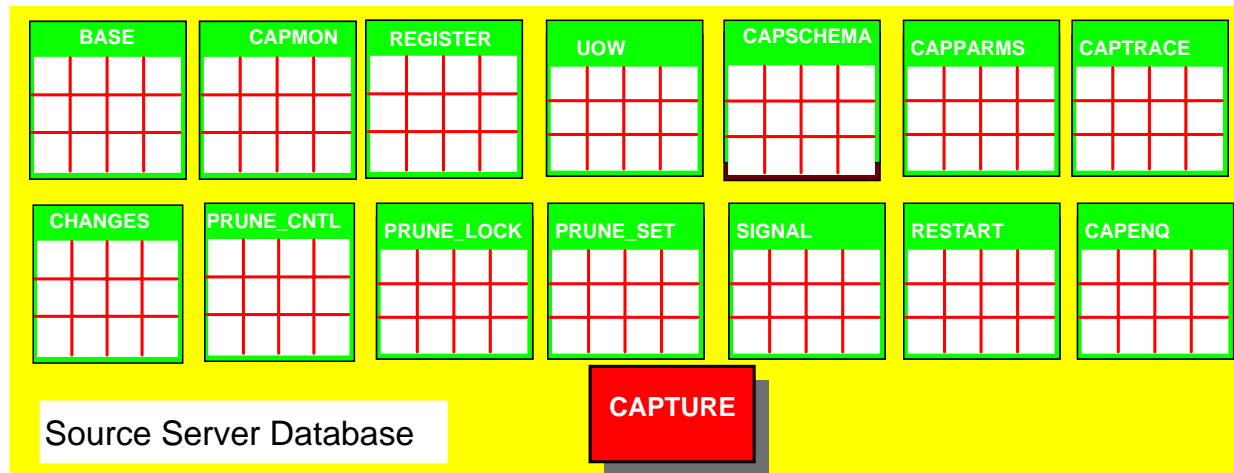 BASE
CAPMON
REGISTER
UOW
CAPSCHEMA
CAPPARMS
CAPTRACE
CHANGES
PRUNE_CNTL
PRUNE_LOCK
PRUNE_SET
SIGNAL
RESTART
CAPENQ
CAPTURE
Source Server Database